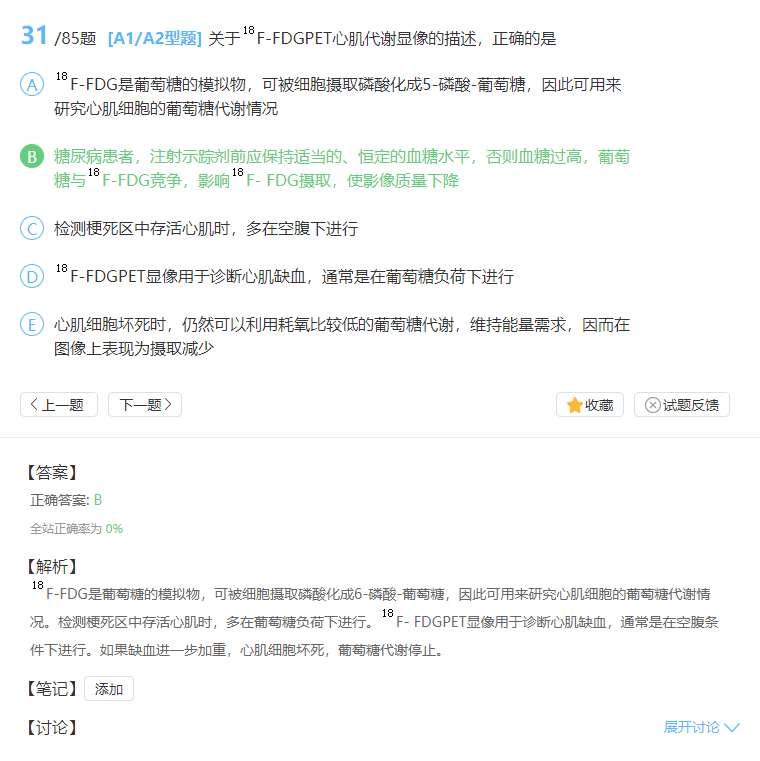 31 /85题 [A1/A2型题] 关于18F-FDGPET心肌代谢显像的描述，正确的是
A 18F-FDG是葡萄糖的模拟物，可被细胞摄取磷酸化成5-磷酸-葡萄糖，因此可用来
研究心肌细胞的葡萄糖代谢情况
B 糖尿病患者，注射示踪剂前应保持适当的、恒定的血糖水平，否则血糖过高，葡萄
糖与18F-FDG竞争，影响18F- FDG摄取，使影像质量下降
C 检测梗死区中存活心肌时，多在空腹下进行
D 18F-FDGPET显像用于诊断心肌缺血，通常是在葡萄糖负荷下进行
E 心肌细胞坏死时，仍然可以利用耗氧比较低的葡萄糖代谢，维持能量需求，因而在
图像上表现为摄取减少
上一题 下一题 收藏 试题反馈
【答案】
正确答案: B
全站正确率为 0%
【解析】
18F-FDG是葡萄糖的模拟物，可被细胞摄取磷酸化成6-磷酸-葡萄糖，因此可用来研究心肌细胞的葡萄糖代谢情
况。检测梗死区中存活心肌时，多在葡萄糖负荷下进行。18F- FDGPET显像用于诊断心肌缺血，通常是在空腹条
件下进行。如果缺血进一步加重，心肌细胞坏死，葡萄糖代谢停止。
【笔记】 添加
【讨论】 展开讨论